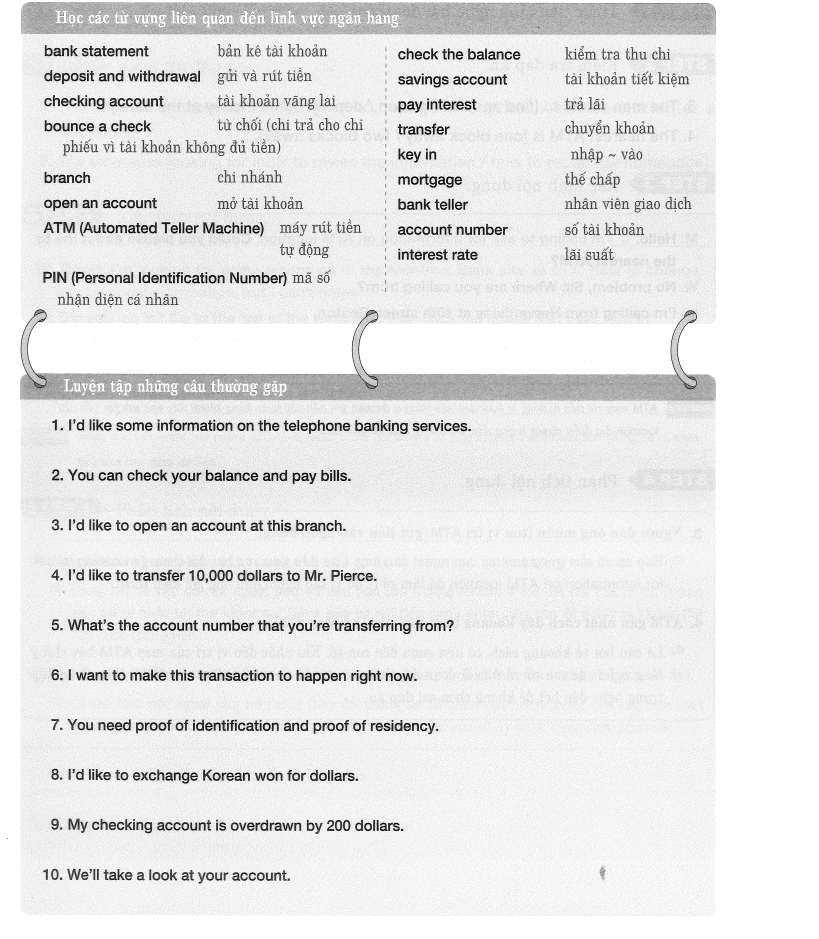 Học các từ vựng liên quan đến lĩnh vực ngân hàng
bank statement bản kê tài khoản
deposit and withdrawal gửi và rút tiền
checking account tài khoản vãng lai
bounce a check từ chối (chi trả cho chi
phiếu vì tài khoản không đủ tiền)
branch chi nhánh
open an account mở tài khoản
ATM (Automated Teller Machine) máy rút tiền
tự động
PIN (Personal Identification Number) mã số
nhận diện cá nhân
check the balance kiểm tra thu chi
savings account tài khoản tiết kiệm
pay interest trả lãi
transfer chuyển khoản
key in nhập ~ vào
mortgage thế chấp
bank teller nhân viên giao dịch
account number số tài khoản
interest rate lãi suất
Luyện tập những câu thường gặp
1. I'd like some information on the telephone banking services.
2. You can check your balance and pay bills.
3. I'd like to open an account at this branch.
4. I'd like to transfer 10,000 dollars to Mr. Pierce.
5. What's the account number that you're transferring from?
6. I want to make this transaction to happen right now.
7. You need proof of identification and proof of residency.
8. I'd like to exchange Korean won for dollars.
9. My checking account is overdrawn by 200 dollars.
10. We'll take a look at your account.